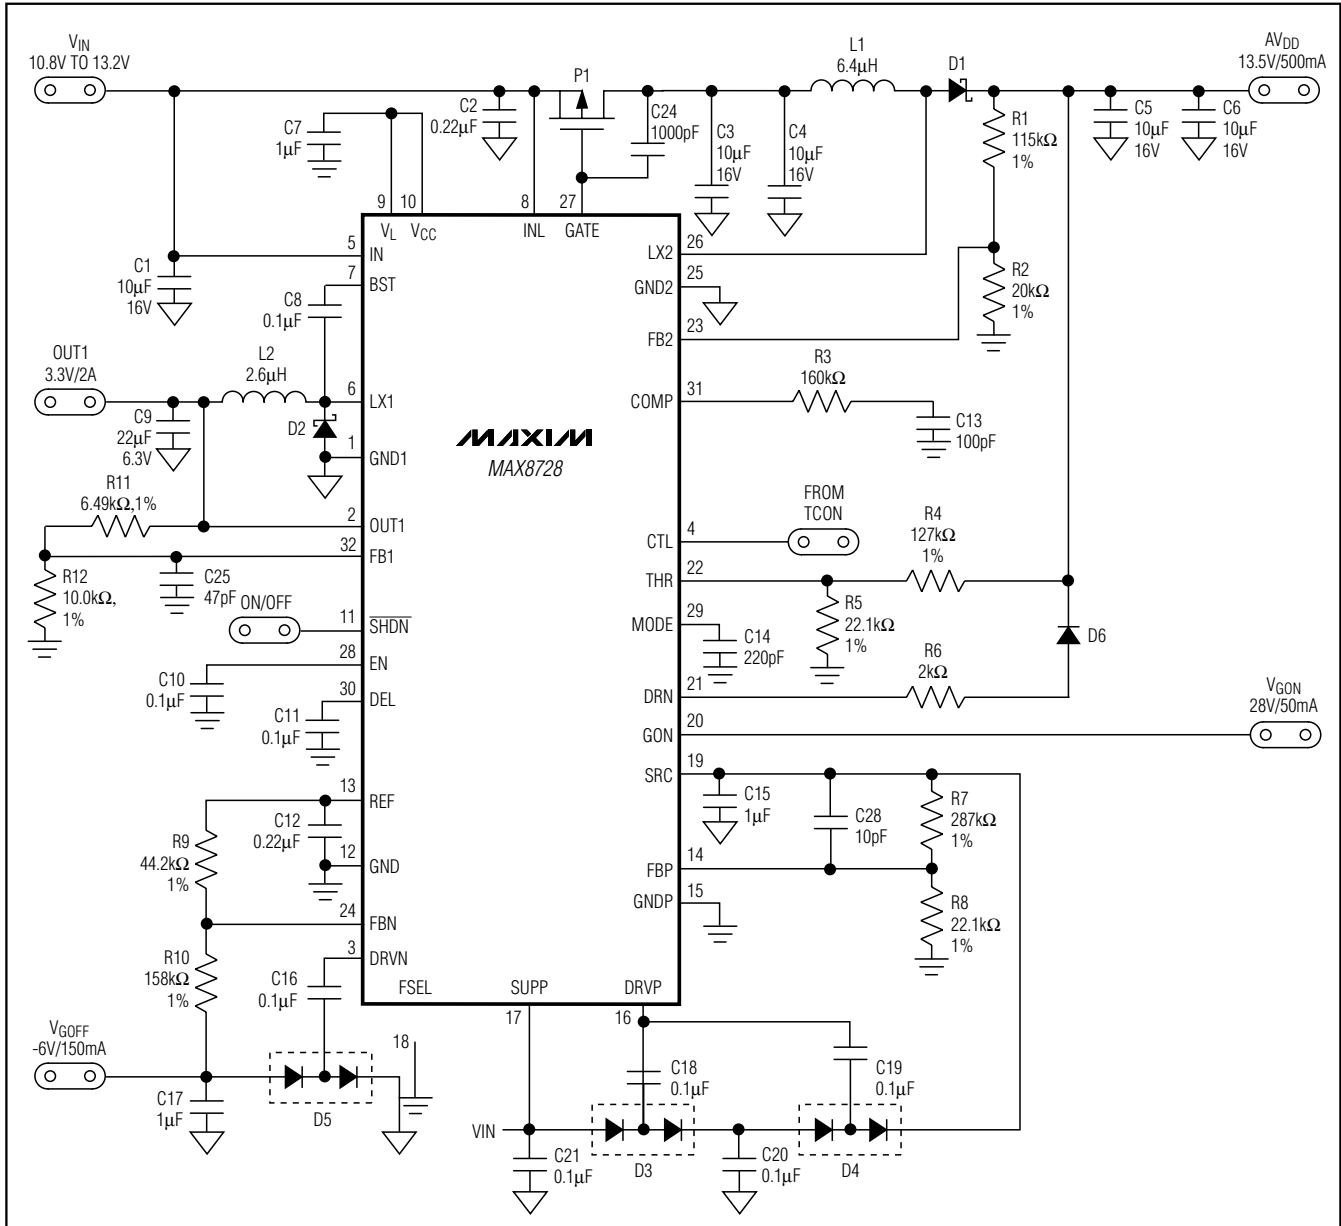 VIN
10.8V TO 13.2V
C7
1μF
C2
0.22μF
P1
C24
1000pF
C3
10μF
16V
C4
10μF
16V
L1
6.4μH
D1
R1
115kΩ
1%
C5
10μF
16V
C6
10μF
16V
AVDD
13.5V/500mA
9
10
8
27
VL
VCC
INL
GATE
5
IN
C1
10μF
16V
7
BST
C8
0.1μF
LX2
26
GND2
25
FB2
23
R2
20kΩ
1%
OUT1
3.3V/2A
L2
2.6μH
6
LX1
C9
22μF
6.3V
D2
1
GND1
MAXIM
MAX8728
COMP
31
R3
160kΩ
C13
100pF
R11
6.49kΩ,1%
2
OUT1
32
FB1
R12
10.0kΩ,
1%
C25
47pF
CTL
4
FROM
TCON
R4
127kΩ
1%
THR
22
R5
22.1kΩ
1%
ON/OFF
11
SHDN
MODE
29
C14
220pF
D6
28
EN
C10
0.1μF
30
DEL
C11
0.1μF
DRN
21
R6
2kΩ
GON
20
VGON
28V/50mA
SRC
19
C15
1μF
C28
10pF
R7
287kΩ
1%
13
REF
C12
0.22μF
12
GND
R9
44.2kΩ
1%
FBP
14
GNDP
15
R8
22.1kΩ
1%
24
FBN
R10
158kΩ
1%
3
DRVN
C16
0.1μF
FSEL
SUPP
DRVP
17
16
18
VGOFF
-6V/150mA
C17
1μF
D5
C18
0.1μF
C19
0.1μF
VIN
C21
0.1μF
D3
C20
0.1μF
D4